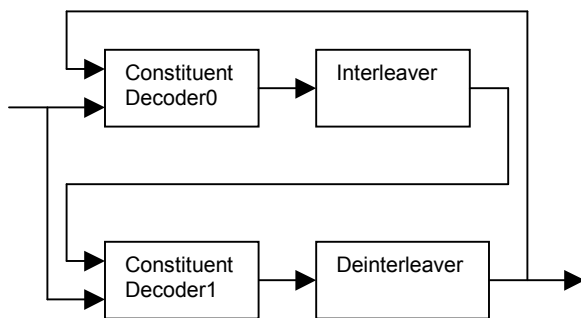 Constituent
Decoder0
Interleaver
Constituent
Decoder1
Deinterleaver